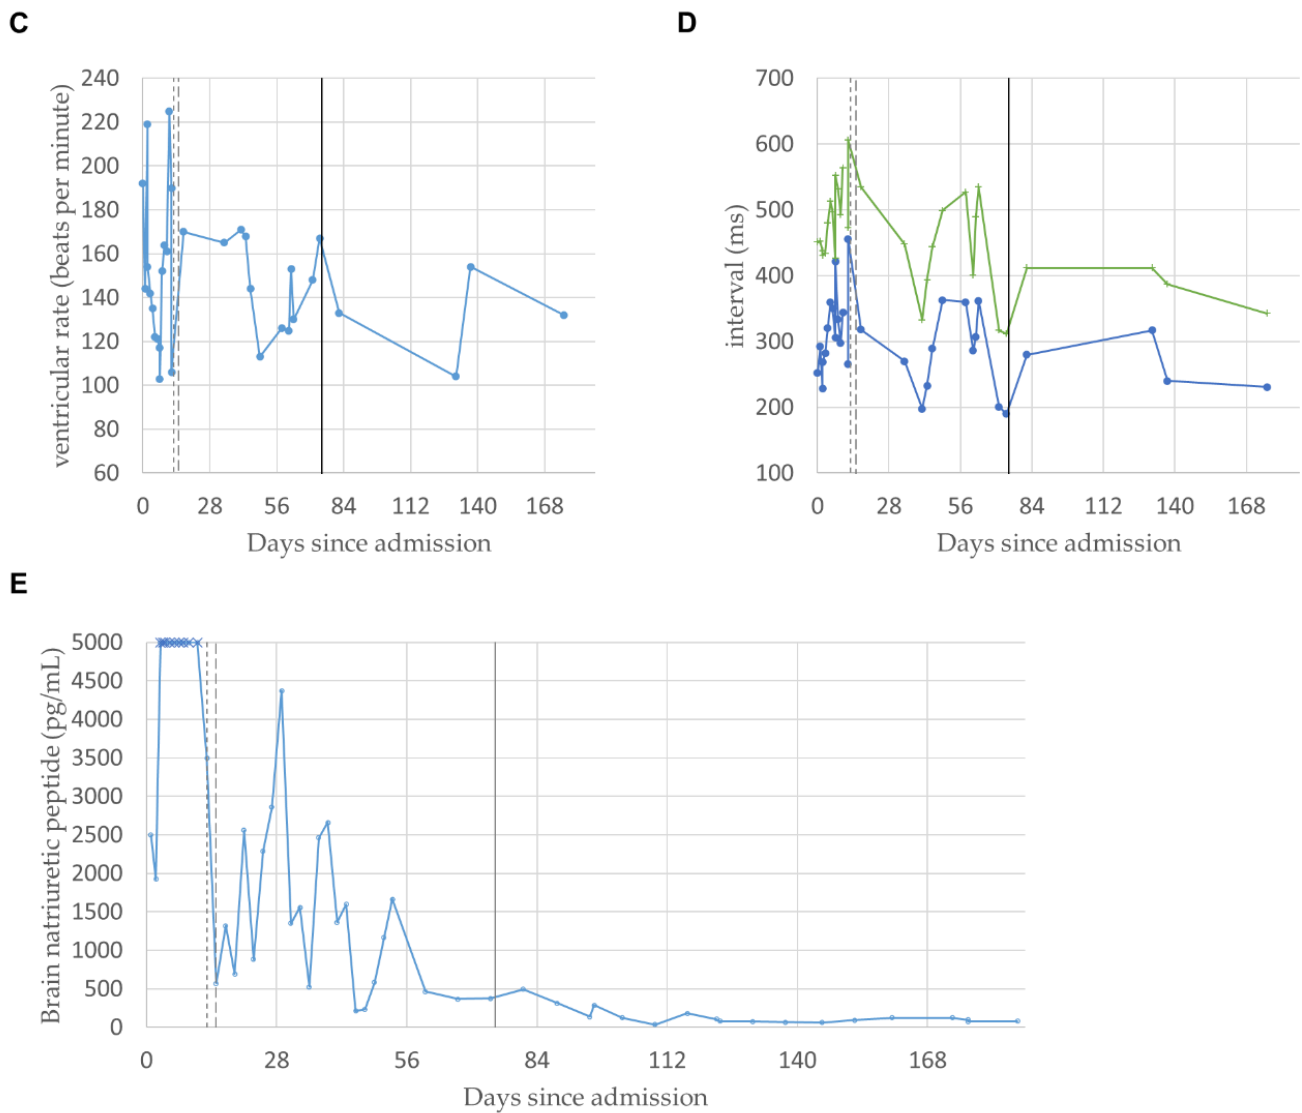 C
ventricular rate (beats per minute)
240
220
200
180
160
140
120
100
80
60
0 28 56 84 112 140 168
Days since admission
D
interval (ms)
700
600
500
400
300
200
100
0 28 56 84 112 140 168
Days since admission
E
Brain natriuretic peptide (pg/mL)
5000
4500
4000
3500
3000
2500
2000
1500
1000
500
0
0 28 56 84 112 140 168
Days since admission